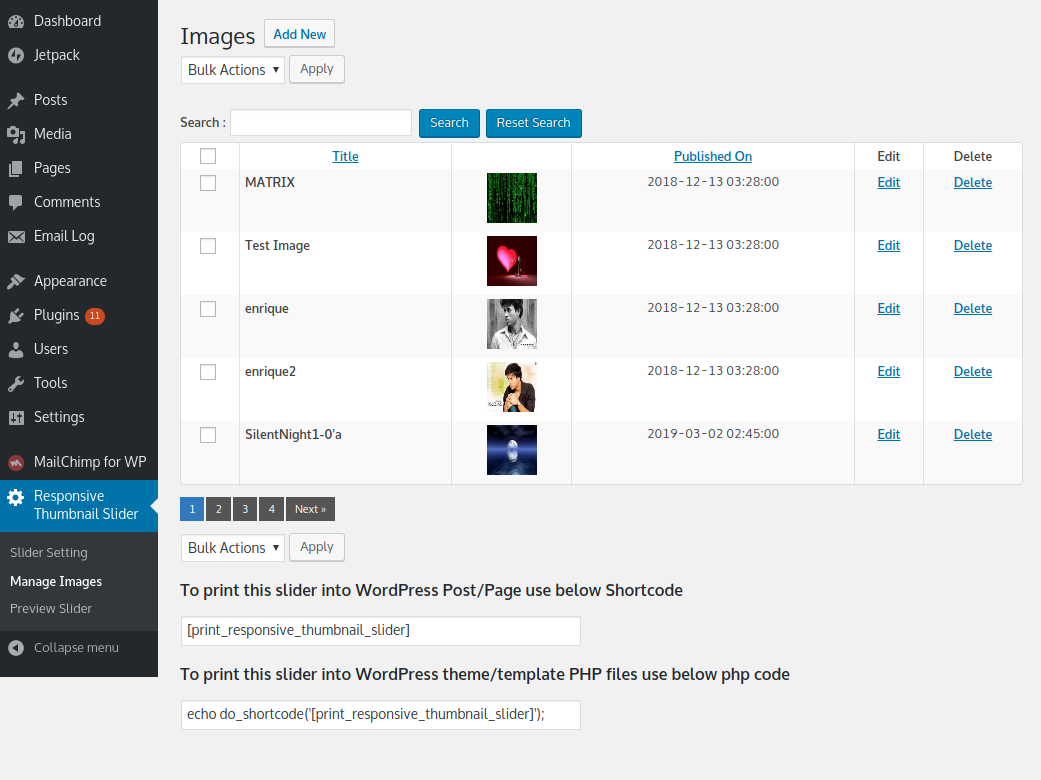 Dashboard
Jetpack
Posts
Media
Pages
Comments
Email Log
Appearance
Plugins 11
Users
Tools
Settings
MailChimp for WP
Responsive
Thumbnail Slider
Slider Setting
Manage Images
Preview Slider
Collapse menu
Images Add New
Bulk Actions Apply
Search : Search Reset Search
Title Published On Edit Delete
MATRIX 2018-12-13 03:28:00 Edit Delete
Test Image 2018-12-13 03:28:00 Edit Delete
enrique 2018-12-13 03:28:00 Edit Delete
enrique2 2018-12-13 03:28:00 Edit Delete
SilentNight1-0'a 2019-03-02 02:45:00 Edit Delete
1 2 3 4 Next »
Bulk Actions Apply
To print this slider into WordPress Post/Page use below Shortcode
[print_responsive_thumbnail_slider]
To print this slider into WordPress theme/template PHP files use below php code
echo do_shortcode('[print_responsive_thumbnail_slider]');